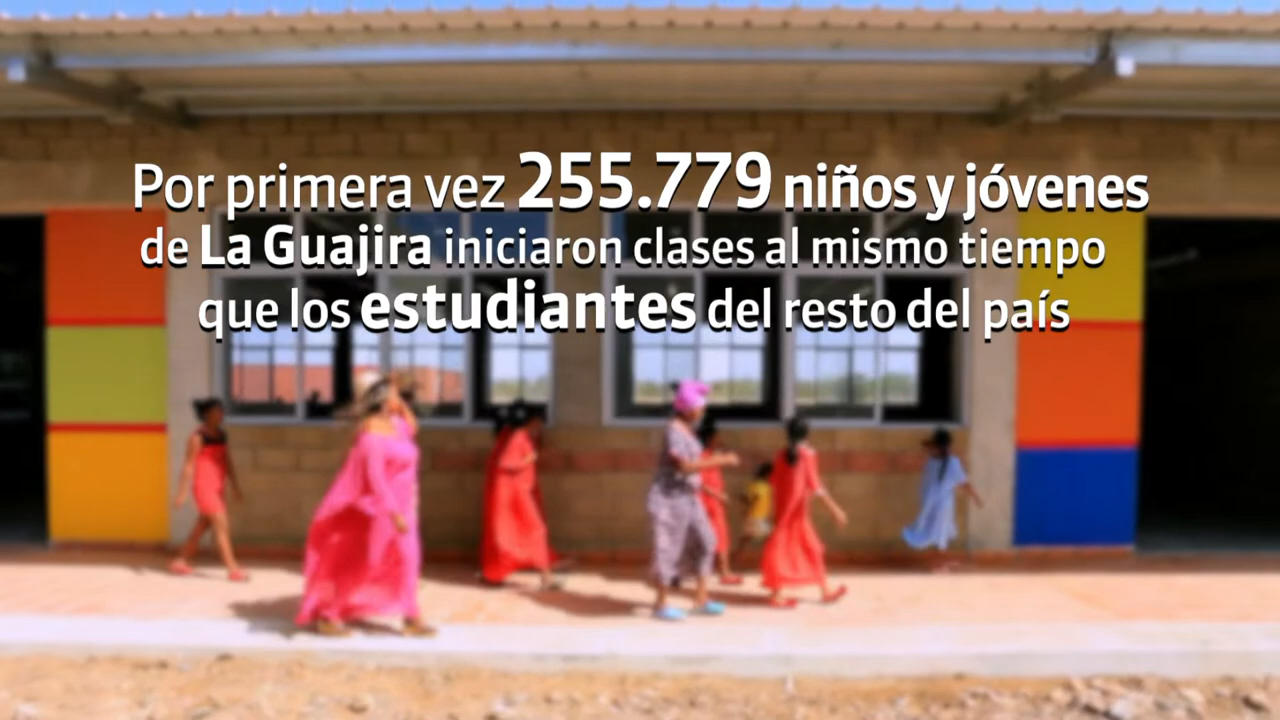 Por primera vez 255.779 niños y jóvenes
de La Guajira iniciaron clases al mismo tiempo
que los estudiantes del resto del país